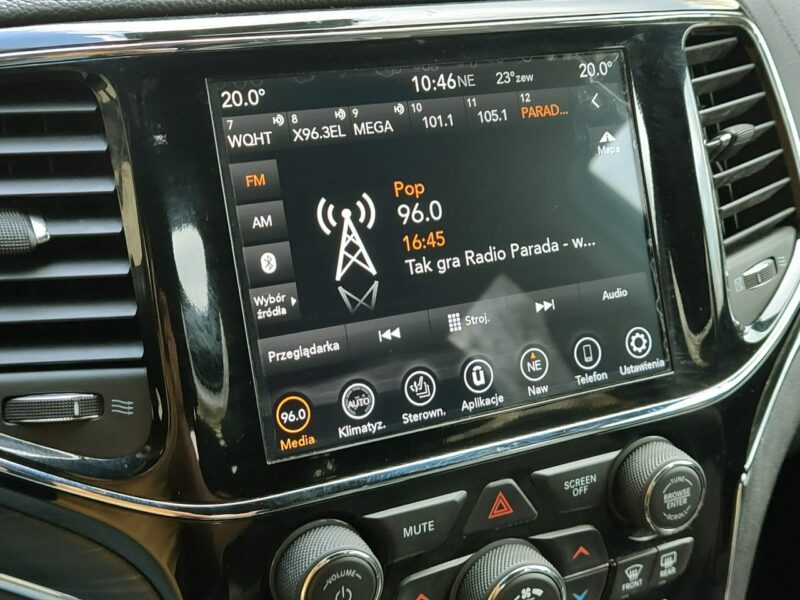 20.0° 10:46 NE 23°zew 20.0°
7 WQHT 8 X96.3EL 9 MEGA 10 101.1 11 105.1 12 PARAD...
Mapa
FM
AM
Wybór źródła
Pop
96.0
16:45
Tak gra Radio Parada - w...
Przeglądarka Stroj. Audio
96.0 AUTO NE
Media Klimatyz. Sterown. Aplikacje Naw Telefon Ustawienia
MUTE SCREEN OFF
TUNE
BROWSE
ENTER
SCROLL
VOLUME
FRONT REAR